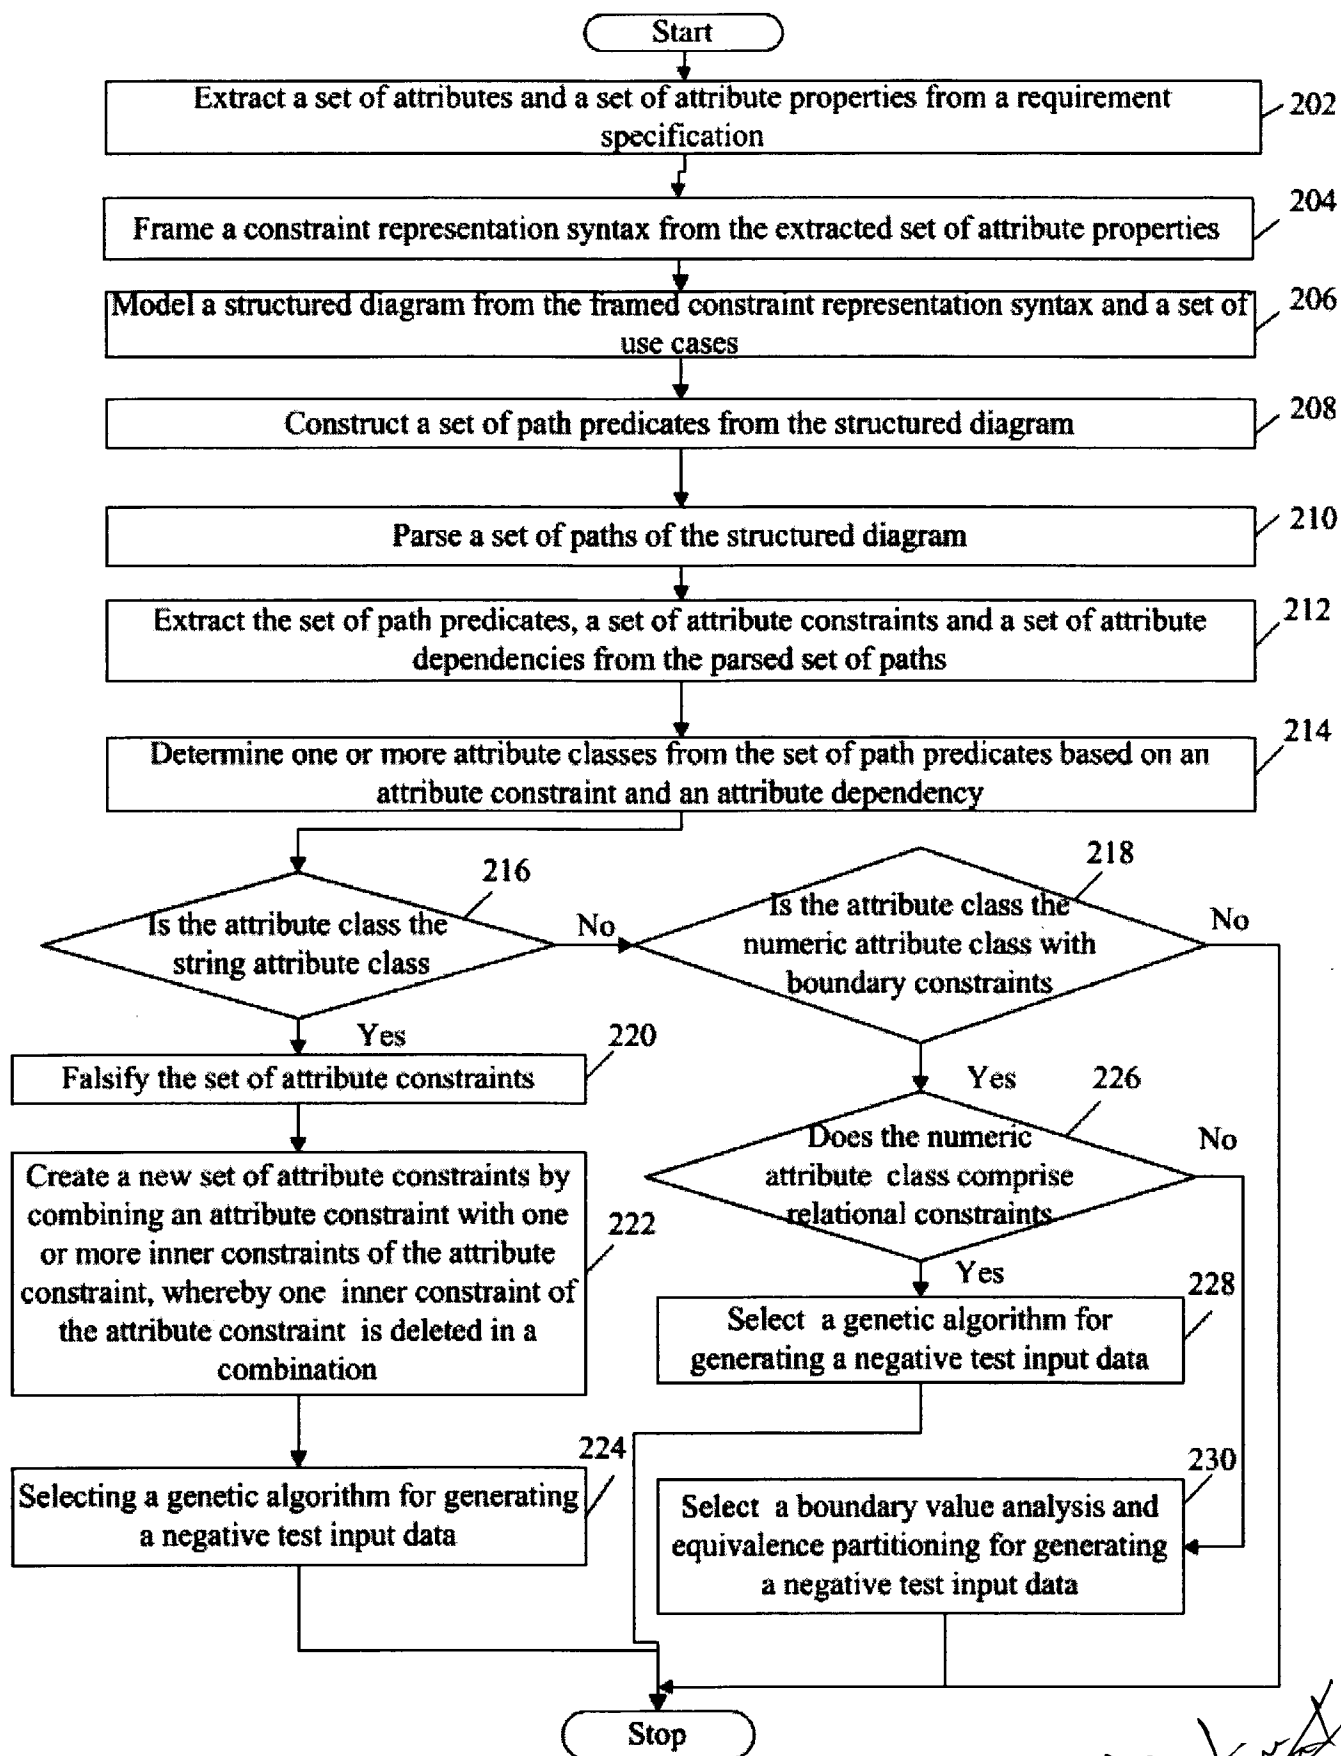 Start
Extract a set of attributes and a set of attribute properties from a requirement
specification
202
Frame a constraint representation syntax from the extracted set of attribute properties
204
Model a structured diagram from the framed constraint representation syntax and a set of
use cases
206
Construct a set of path predicates from the structured diagram
208
Parse a set of paths of the structured diagram
210
Extract the set of path predicates, a set of attribute constraints and a set of attribute
dependencies from the parsed set of paths
212
Determine one or more attribute classes from the set of path predicates based on an
attribute constraint and an attribute dependency
214
216
Is the attribute class the
string attribute class
No
Yes
218
Is the attribute class the
numeric attribute class with
boundary constraints
No
Yes
220
Falsify the set of attribute constraints
226
Does the numeric
attribute class comprise
relational constraints
No
Yes
Create a new set of attribute constraints by
combining an attribute constraint with one
or more inner constraints of the attribute
constraint, whereby one inner constraint of
the attribute constraint is deleted in a
combination
222
228
Select a genetic algorithm for
generating a negative test input data
224
Selecting a genetic algorithm for generating
a negative test input data
230
Select a boundary value analysis and
equivalence partitioning for generating
a negative test input data
Stop